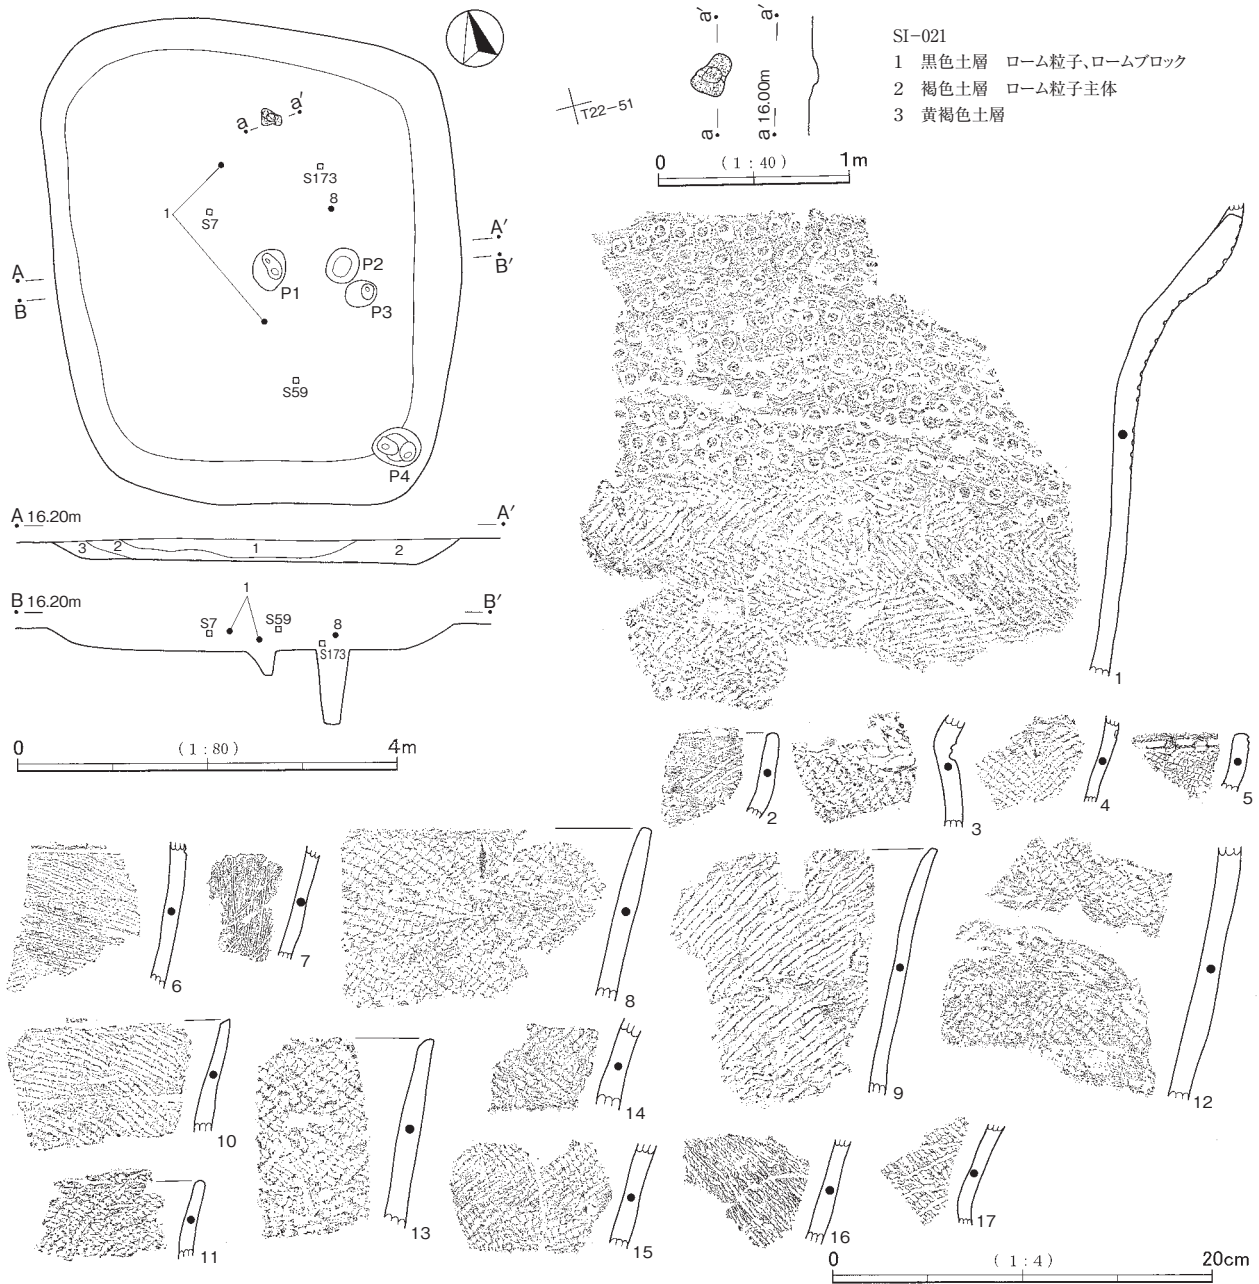 SI-021
1 黒色土層 ローム粒子、ロームブロック
2 褐色土層 ローム粒子主体
3 黄褐色土層
a′
a′
a
a 16.00m
T22-51
0 (1:40) 1m
a
a′
S173
8
1
S7
A′
B′
A
B
P1
P2
P3
S59
P4
A 16.20m
A′
3
2
1
2
B 16.20m
B′
1
S7
S59
8
S173
0 (1:80) 4m
1
2
3
4
5
6
7
8
9
10
11
12
13
14
15
16
17
0 (1:4) 20cm